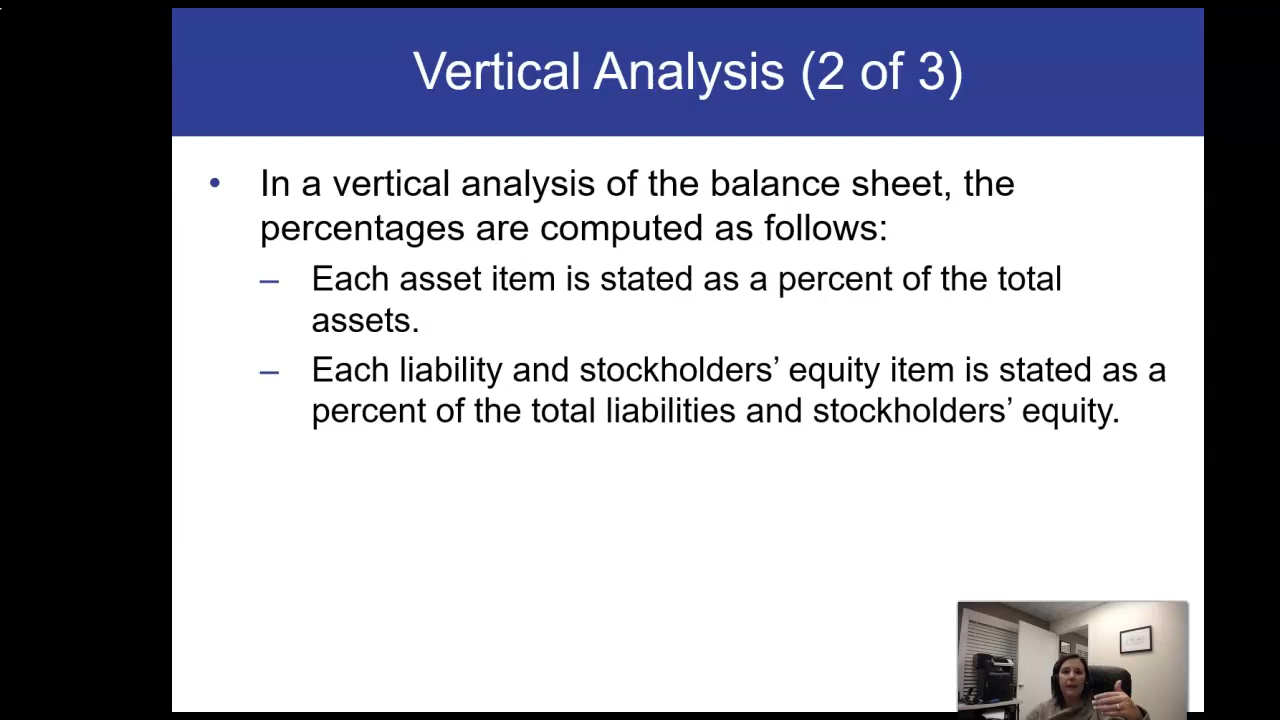 Vertical Analysis (2 of 3)
• In a vertical analysis of the balance sheet, the
percentages are computed as follows:
– Each asset item is stated as a percent of the total
assets.
– Each liability and stockholders’ equity item is stated as a
percent of the total liabilities and stockholders’ equity.